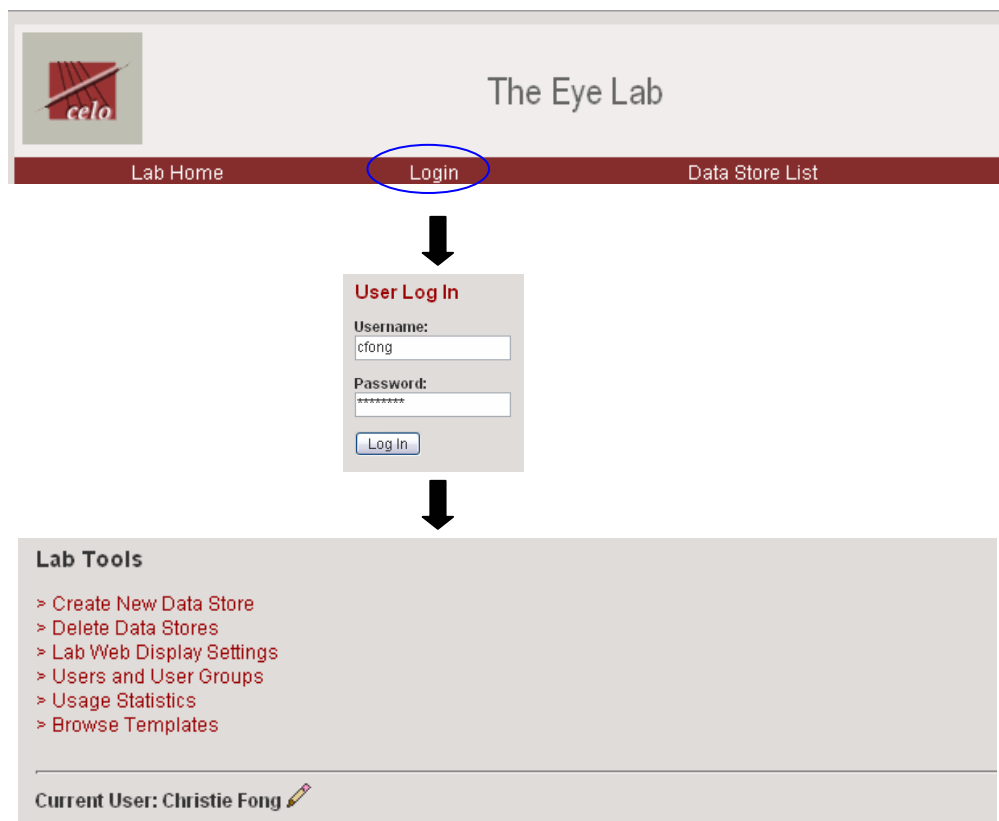 celo
The Eye Lab
Lab Home Login Data Store List
User Log In
Username:
cfong
Password:
********
Log In
Lab Tools
> Create New Data Store
> Delete Data Stores
> Lab Web Display Settings
> Users and User Groups
> Usage Statistics
> Browse Templates
Current User: Christie Fong